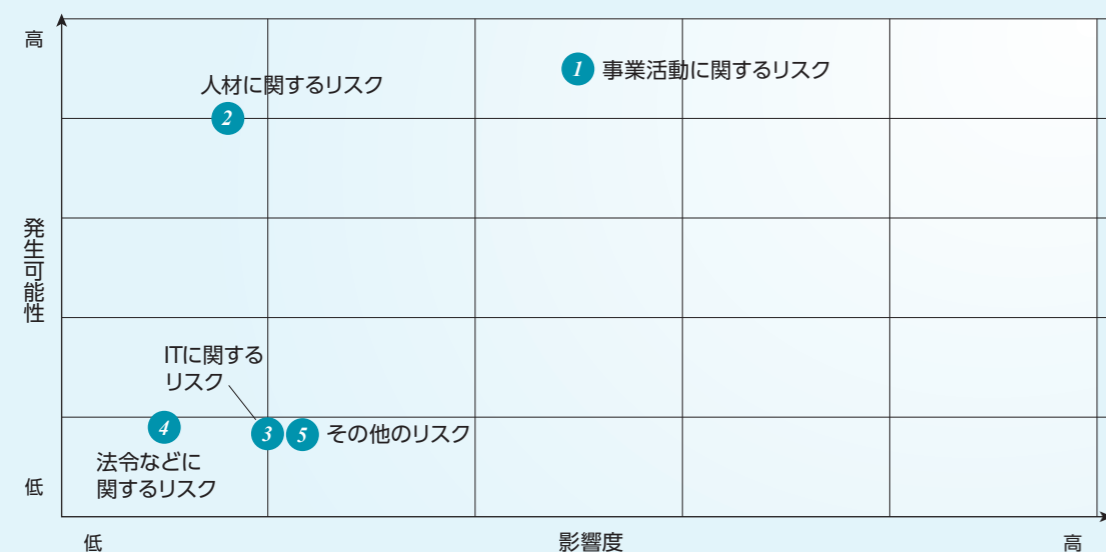 高
1 事業活動に関するリスク
人材に関するリスク
2
発生可能性
ITに関する
リスク
4
3
5 その他のリスク
法令などに
関するリスク
低
低
影響度
高